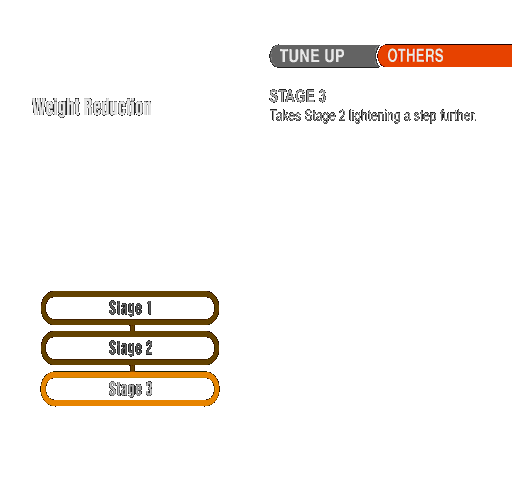 TUNE UP OTHERS
Weight Reduction
STAGE 3
Takes Stage 2 lightening a step further.
Stage 1
Stage 2
Stage 3